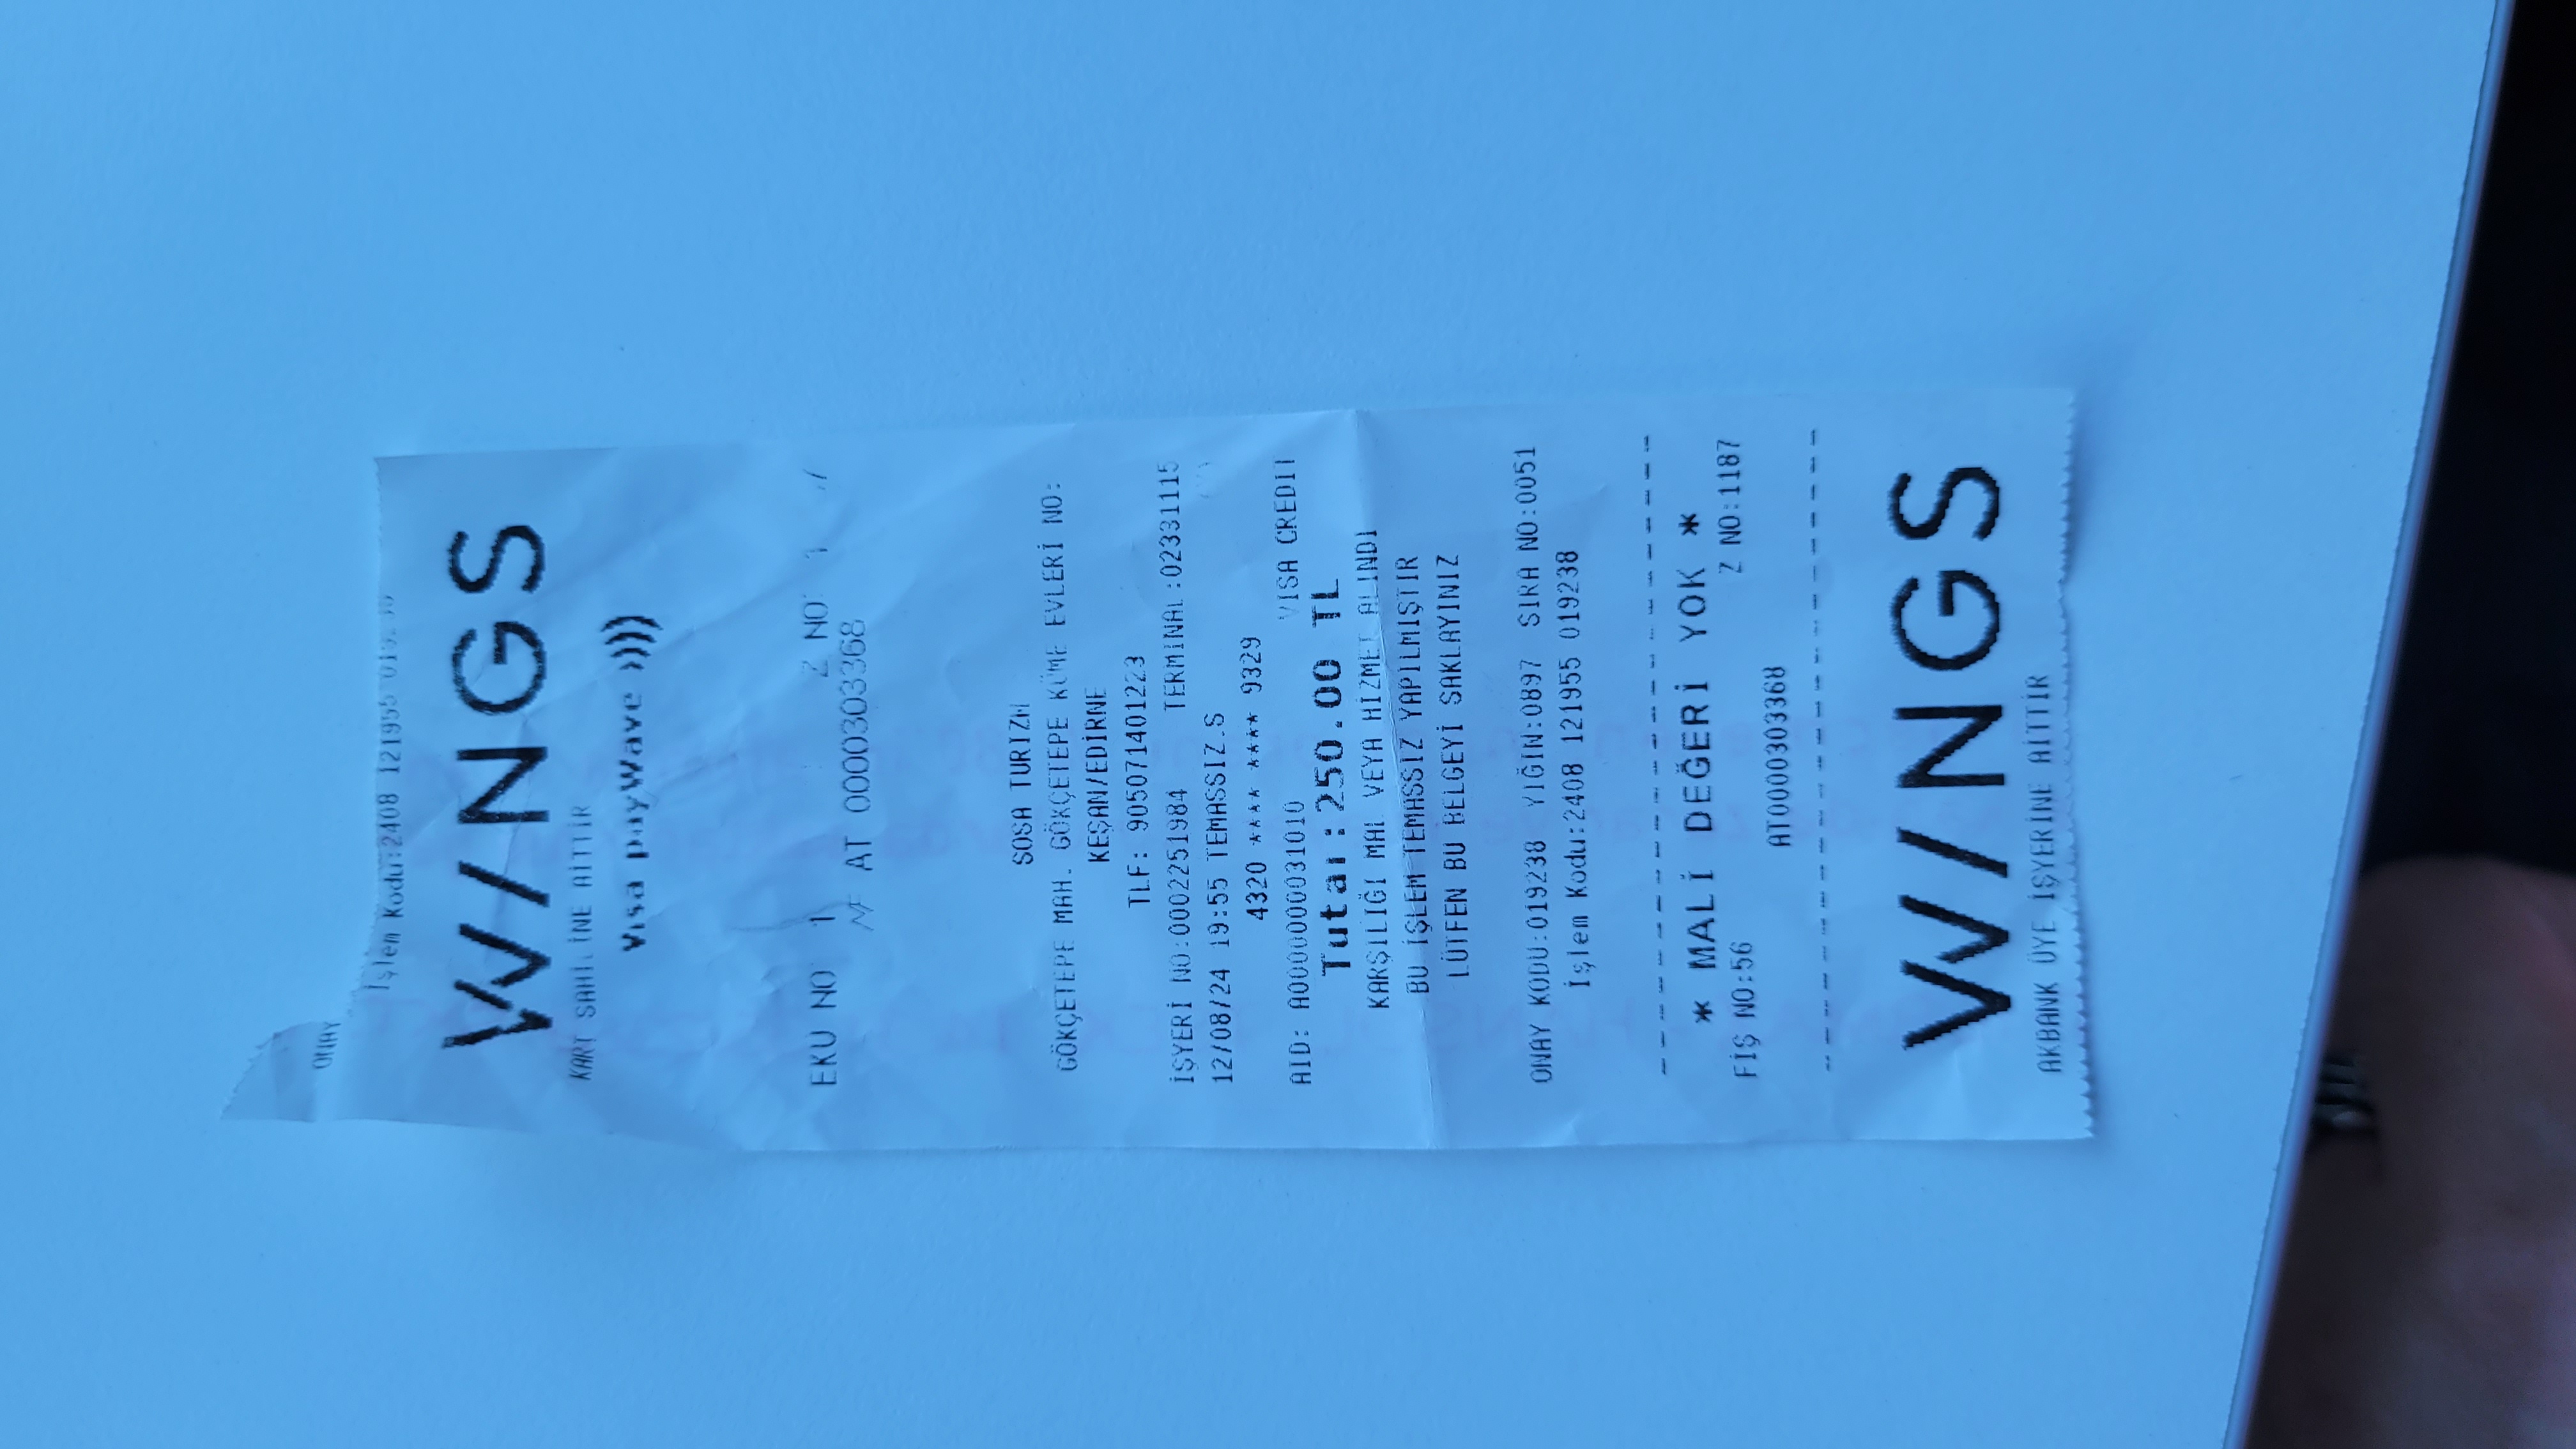 ONAY
İşlem Kodu:2408 121955
WINGS
KART SAHİBİNE AİTTİR
Visa payWave
EKU NO 1 Z NO:
MF AT 0000303368
SOSA TURIZM
GÖKÇETEPE MAH. GÖKÇETEPE KÜME EVLERİ NO:
KEŞAN/EDİRNE
TLF: 905071401223
İŞYERİ NO:0002251984 TERMINAL:02331115
12/08/24 19:55 TEMASSIZ.S
4320 **** **** 9329
AID: A0000000031010 VISA CREDIT
Tutar:250.00 TL
KARŞILIĞI MAL VEYA HİZMET ALINDI
BU İŞLEM TEMASSIZ YAPILMIŞTIR
LÜTFEN BU BELGEYİ SAKLAYINIZ
ONAY KODU:019238 YIĞIN:0897 SIRA NO:0051
İşlem Kodu:2408 121955 019238
* MALİ DEĞERİ YOK *
FİŞ NO:56 Z NO:1187
AT0000303368
WINGS
AKBANK ÜYE İŞYERİNE AİTTİR